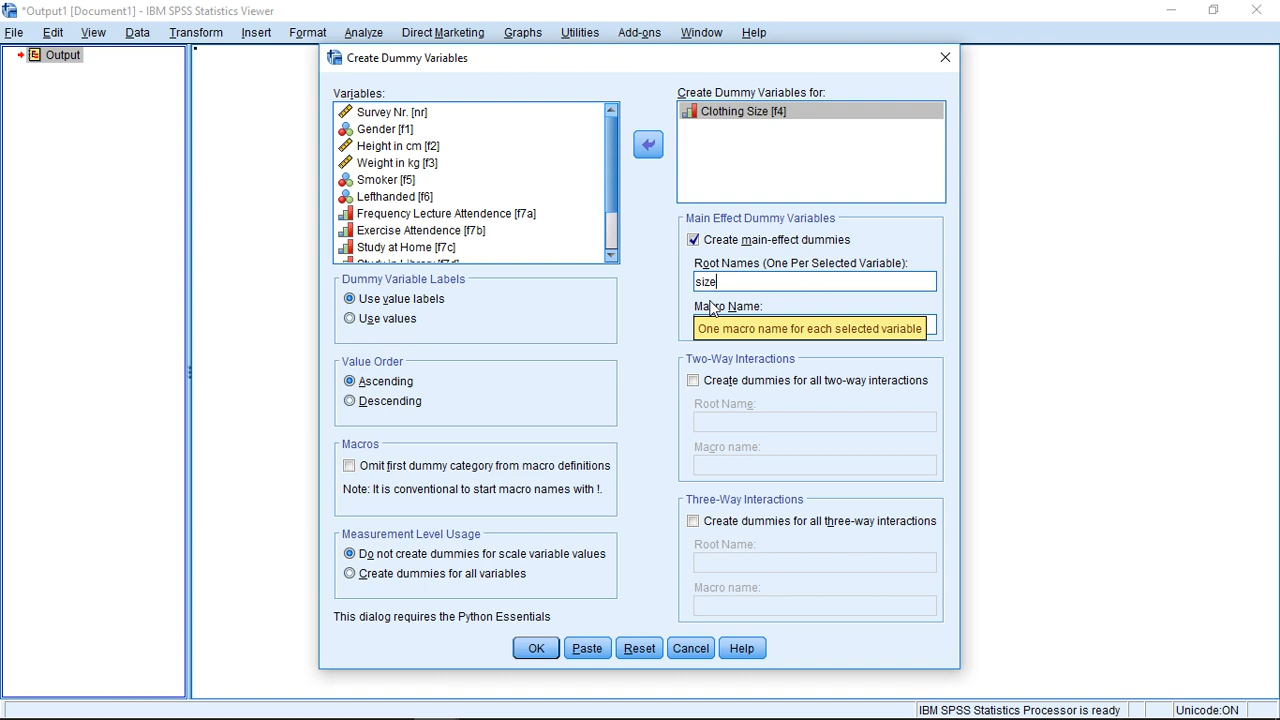 *Output1 [Document1] - IBM SPSS Statistics Viewer
File Edit View Data Transform Insert Format Analyze Direct Marketing Graphs Utilities Add-ons Window Help
Output
Create Dummy Variables
Variables:
Survey Nr. [nr]
Gender [f1]
Height in cm [f2]
Weight in kg [f3]
Smoker [f5]
Lefthanded [f6]
Frequency Lecture Attendence [f7a]
Exercise Attendence [f7b]
Study at Home [f7c]
Dummy Variable Labels
Use value labels
Use values
Value Order
Ascending
Descending
Macros
Omit first dummy category from macro definitions
Note: It is conventional to start macro names with !.
Measurement Level Usage
Do not create dummies for scale variable values
Create dummies for all variables
This dialog requires the Python Essentials
Create Dummy Variables for:
Clothing Size [f4]
Main Effect Dummy Variables
Create main-effect dummies
Root Names (One Per Selected Variable):
size
Macro Name:
One macro name for each selected variable
Two-Way Interactions
Create dummies for all two-way interactions
Root Name:
Macro name:
Three-Way Interactions
Create dummies for all three-way interactions
Root Name:
Macro name:
OK Paste Reset Cancel Help
IBM SPSS Statistics Processor is ready Unicode:ON